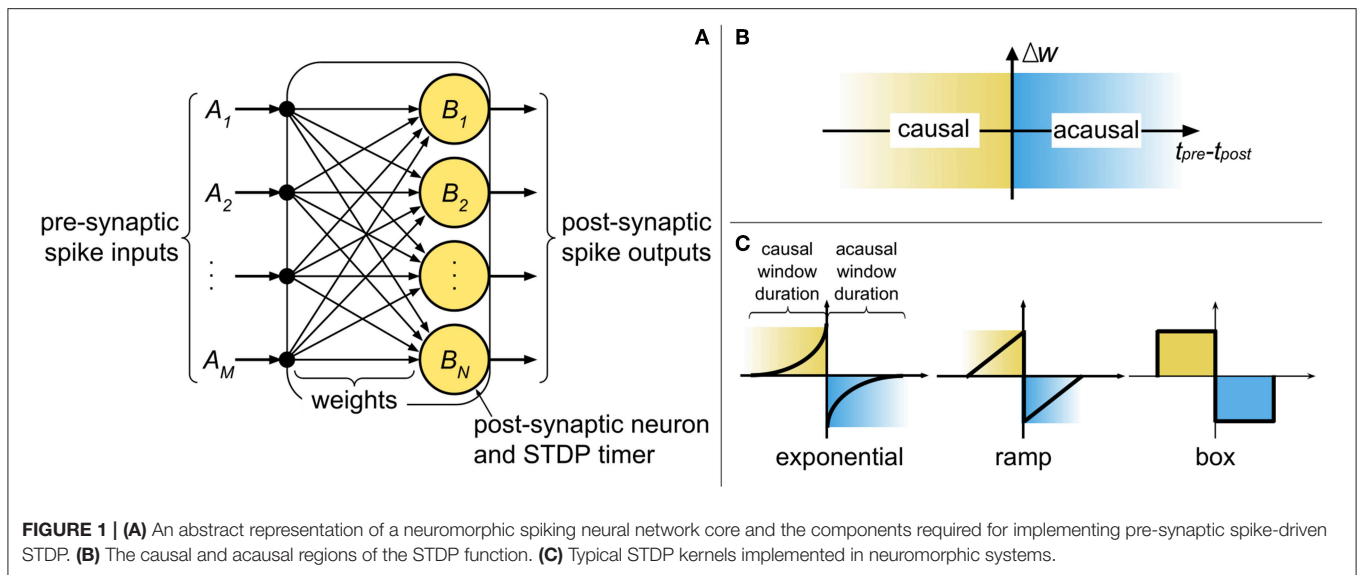 A
A1
A2
⋮
AM
pre-synaptic
spike inputs
B1
B2
⋮
BN
weights
post-synaptic
spike outputs
post-synaptic neuron
and STDP timer
B
Δw
causal
acausal
tpre-tpost
C
causal
window
duration
acausal
window
duration
exponential
ramp
box
FIGURE 1 | (A) An abstract representation of a neuromorphic spiking neural network core and the components required for implementing pre-synaptic spike-driven
STDP. (B) The causal and acausal regions of the STDP function. (C) Typical STDP kernels implemented in neuromorphic systems.